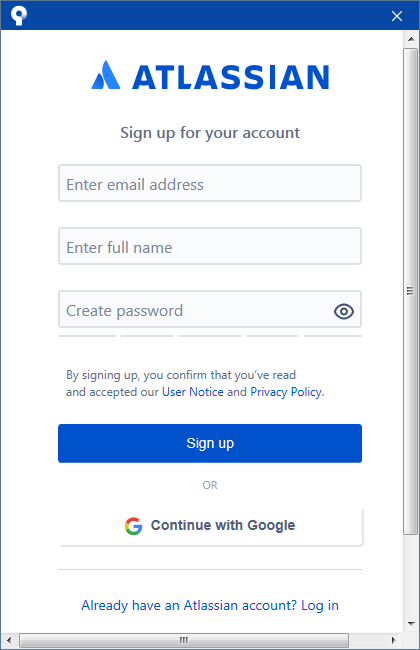 ATLASSIAN
Sign up for your account
Enter email address
Enter full name
Create password
By signing up, you confirm that you've read
and accepted our User Notice and Privacy Policy.
Sign up
OR
Continue with Google
Already have an Atlassian account? Log in